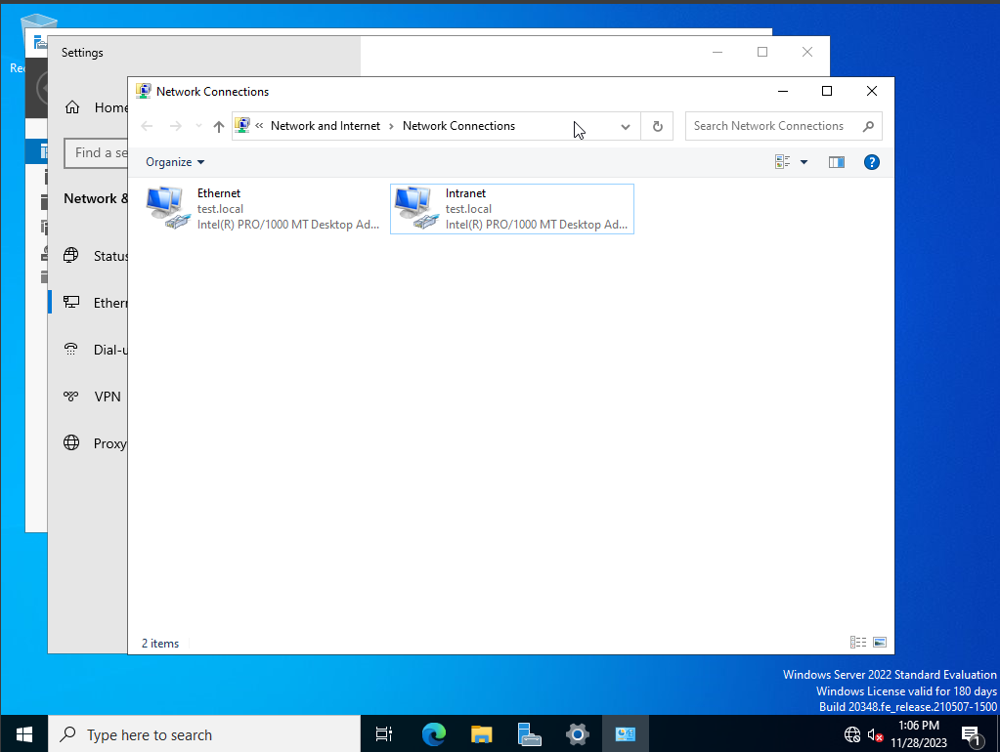 Rec
Settings
Home
Find a se
Network &
Status
Ethern
Dial-u
VPN
Proxy
Network Connections
« Network and Internet › Network Connections
Search Network Connections
Organize
Ethernet
test.local
Intel(R) PRO/1000 MT Desktop Ad...
Intranet
test.local
Intel(R) PRO/1000 MT Desktop Ad...
2 items
Windows Server 2022 Standard Evaluation
Windows License valid for 180 days
Build 20348.fe_release.210507-1500
Type here to search
1:06 PM
11/28/2023
1